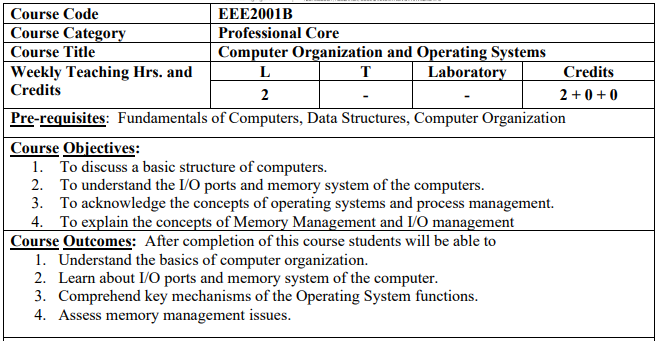 Course Code EEE2001B
Course Category Professional Core
Course Title Computer Organization and Operating Systems
Weekly Teaching Hrs. and Credits L T Laboratory Credits
2 - - 2 + 0 + 0
Pre-requisites: Fundamentals of Computers, Data Structures, Computer Organization
Course Objectives:
1. To discuss a basic structure of computers.
2. To understand the I/O ports and memory system of the computers.
3. To acknowledge the concepts of operating systems and process management.
4. To explain the concepts of Memory Management and I/O management
Course Outcomes: After completion of this course students will be able to
1. Understand the basics of computer organization.
2. Learn about I/O ports and memory system of the computer.
3. Comprehend key mechanisms of the Operating System functions.
4. Assess memory management issues.